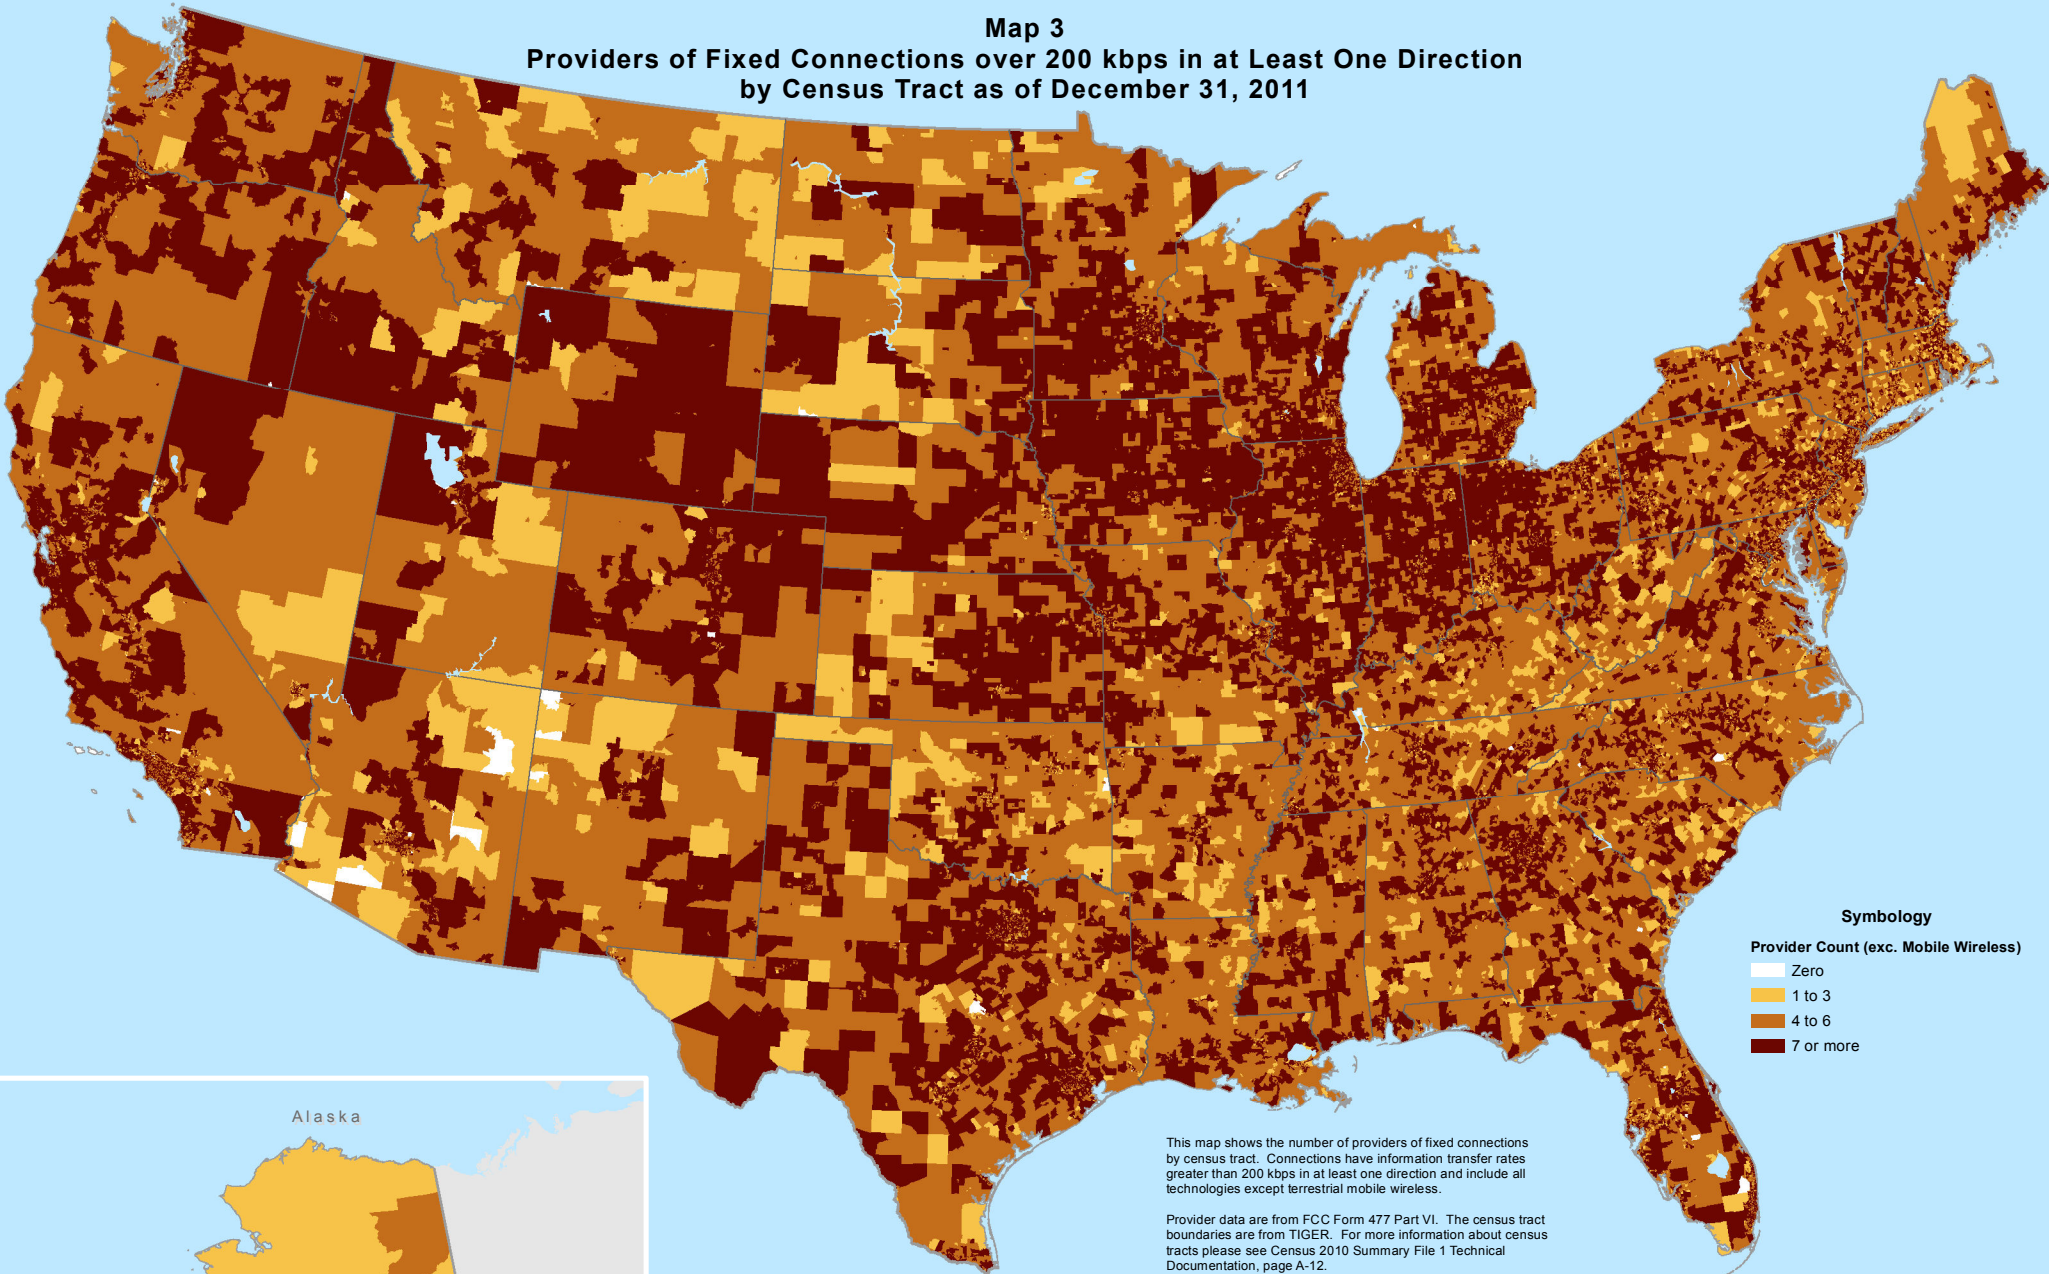 Map 3
Providers of Fixed Connections over 200 kbps in at Least One Direction
by Census Tract as of December 31, 2011
Symbology
Provider Count (exc. Mobile Wireless)
Zero
1 to 3
4 to 6
7 or more
Alaska
This map shows the number of providers of fixed connections
by census tract. Connections have information transfer rates
greater than 200 kbps in at least one direction and include all
technologies except terrestrial mobile wireless.
Provider data are from FCC Form 477 Part VI. The census tract
boundaries are from TIGER. For more information about census
tracts please see Census 2010 Summary File 1 Technical
Documentation, page A-12.